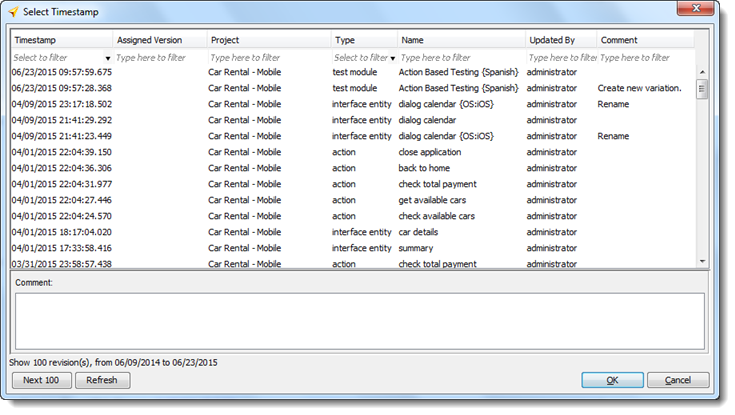 Select Timestamp
Timestamp Assigned Version Project Type Name Updated By Comment
Select to filter Type here to filter Type here to filter Select to filter Type here to filter Type here to filter Type here to filter
06/23/2015 09:57:59.675 Car Rental - Mobile test module Action Based Testing {Spanish} administrator
06/23/2015 09:57:28.368 Car Rental - Mobile test module Action Based Testing {Spanish} administrator Create new variation.
04/09/2015 23:17:18.502 Car Rental - Mobile interface entity dialog calendar {OS:iOS} administrator Rename
04/09/2015 21:41:29.292 Car Rental - Mobile interface entity dialog calendar administrator
04/09/2015 21:41:23.449 Car Rental - Mobile interface entity dialog calendar {OS:iOS} administrator Rename
04/01/2015 22:04:39.150 Car Rental - Mobile action close application administrator
04/01/2015 22:04:36.306 Car Rental - Mobile action back to home administrator
04/01/2015 22:04:31.977 Car Rental - Mobile action check total payment administrator
04/01/2015 22:04:27.446 Car Rental - Mobile action get available cars administrator
04/01/2015 22:04:24.570 Car Rental - Mobile action check available cars administrator
04/01/2015 18:17:04.020 Car Rental - Mobile interface entity car details administrator
04/01/2015 17:33:58.416 Car Rental - Mobile interface entity summary administrator
03/31/2015 23:58:57.438 Car Rental - Mobile action check total payment administrator
Comment:
Show 100 revision(s), from 06/09/2014 to 06/23/2015
Next 100 Refresh OK Cancel